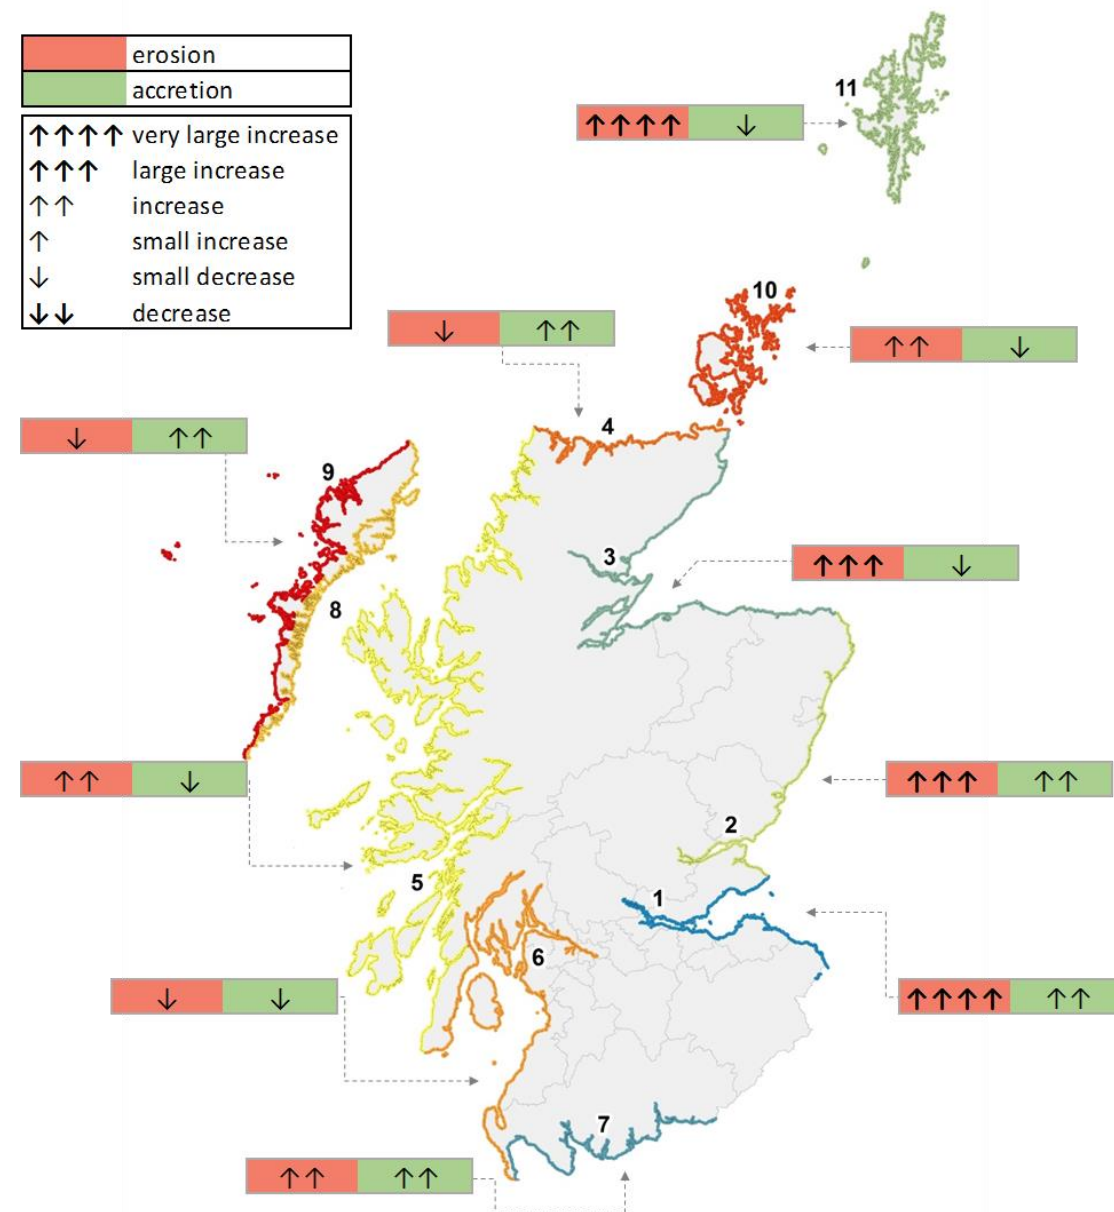 erosion
accretion
↑↑↑↑ very large increase
↑↑↑ large increase
↑↑ increase
↑ small increase
↓ small decrease
↓↓ decrease
11
↑↑↑↑ ↓
10
↓ ↑↑
↑↑ ↓
4
↓ ↑↑
9
3
↑↑↑ ↓
8
↑↑ ↓
↑↑↑ ↑↑
2
5
1
6
↓ ↓
↑↑↑↑ ↑↑
7
↑↑ ↑↑